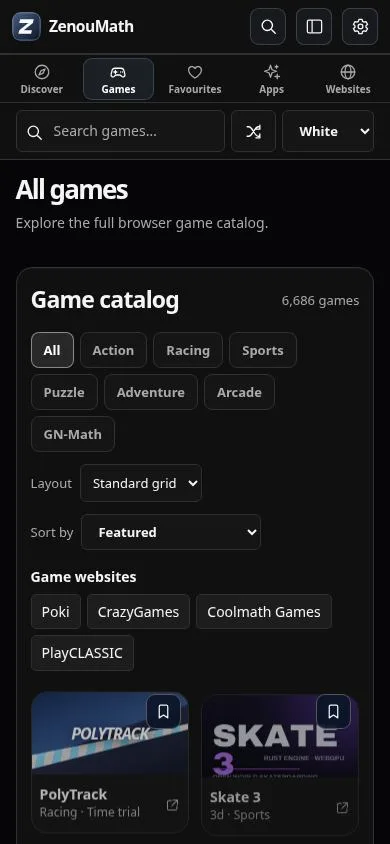 ZenouMath
Discover
Games
Favourites
Apps
Websites
Search games...
White
All games
Explore the full browser game catalog.
Game catalog
6,686 games
All
Action
Racing
Sports
Puzzle
Adventure
Arcade
GN-Math
Layout
Standard grid
Sort by
Featured
Game websites
Poki
CrazyGames
Coolmath Games
PlayCLASSIC
POLYTRACK
PolyTrack
Racing · Time trial
SKATE
3
RUST ENGINE · WEBGPU
Skate 3
3d · Sports